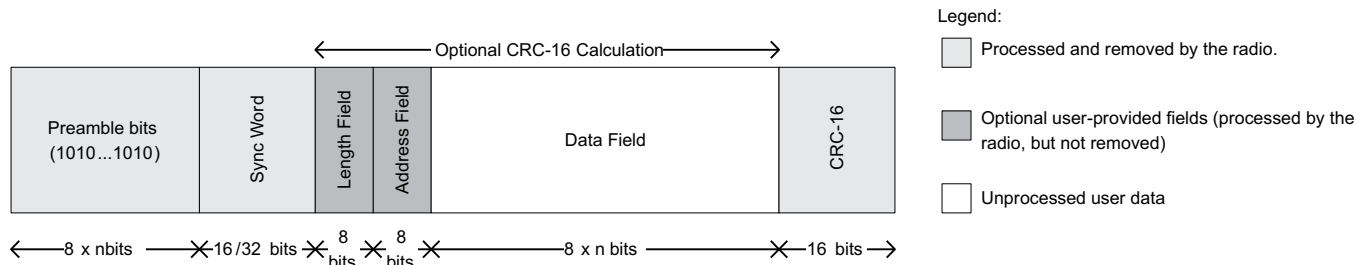 Legend:
Optional CRC-16 Calculation
Processed and removed by the radio.
Preamble bits
(1010...1010)
Sync Word
Length Field
Address Field
Data Field
CRC-16
Optional user-provided fields (processed by the
radio, but not removed)
Unprocessed user data
8 x nbits
16/32 bits
8
bits
8
bits
8 x n bits
16 bits